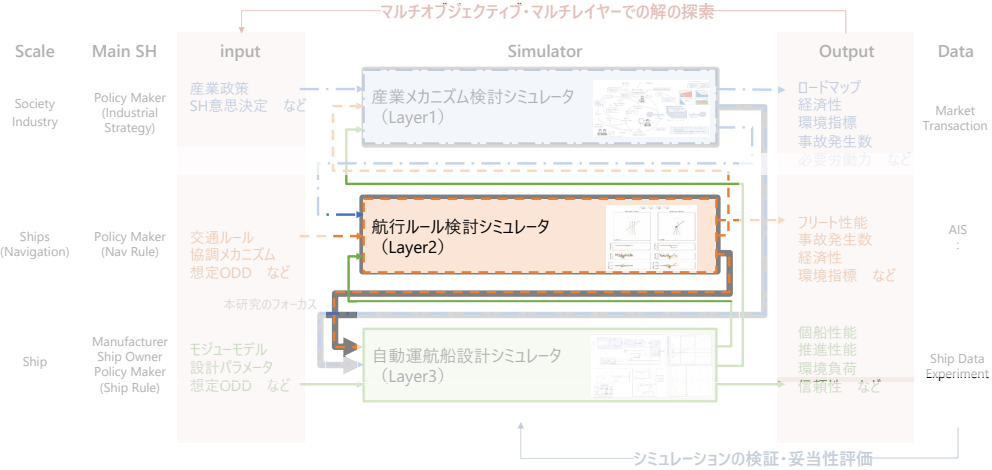 マルチオブジェクティブ・マルチレイヤーでの解の探索
Scale
Main SH
input
Simulator
Output
Data
Society
Industry
Policy Maker
(Industrial
Strategy)
産業政策
SH意思決定 など
産業メカニズム検討シミュレータ
(Layer1)
ロードマップ
経済性
環境指標
事故発生数
必要労働力 など
Market
Transaction
Ships
(Navigation)
Policy Maker
(Nav Rule)
交通ルール
協調メカニズム
想定ODD など
航行ルール検討シミュレータ
(Layer2)
フリート性能
事故発生数
経済性
環境指標 など
AIS
:
本研究のフォーカス
Ship
Manufacturer
Ship Owner
Policy Maker
(Ship Rule)
モジューモデル
設計パラメータ
想定ODD など
自動運航船設計シミュレータ
(Layer3)
個船性能
推進性能
環境負荷
信頼性 など
Ship Data
Experiment
シミュレーションの検証・妥当性評価